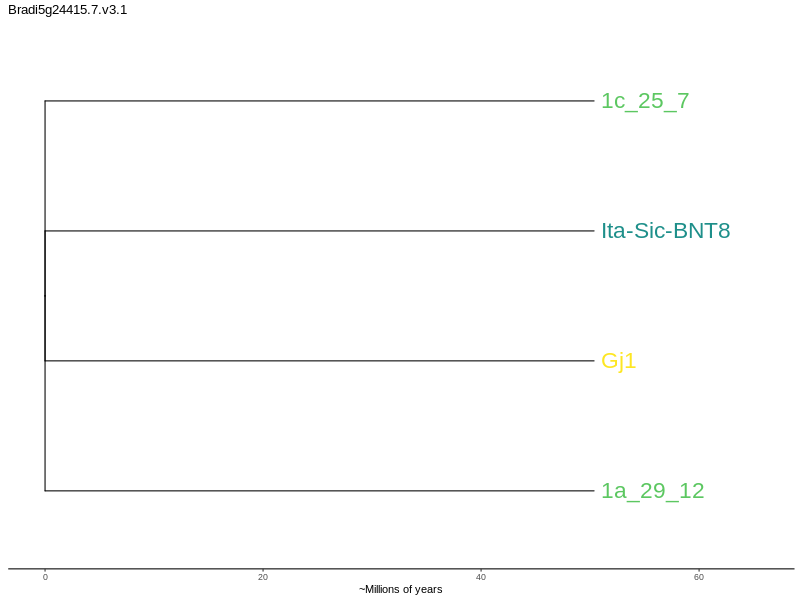 Bradi5g24415.7.v3.1
1c_25_7
Ita-Sic-BNT8
Gj1
1a_29_12
0 20 40 60
~Millions of years